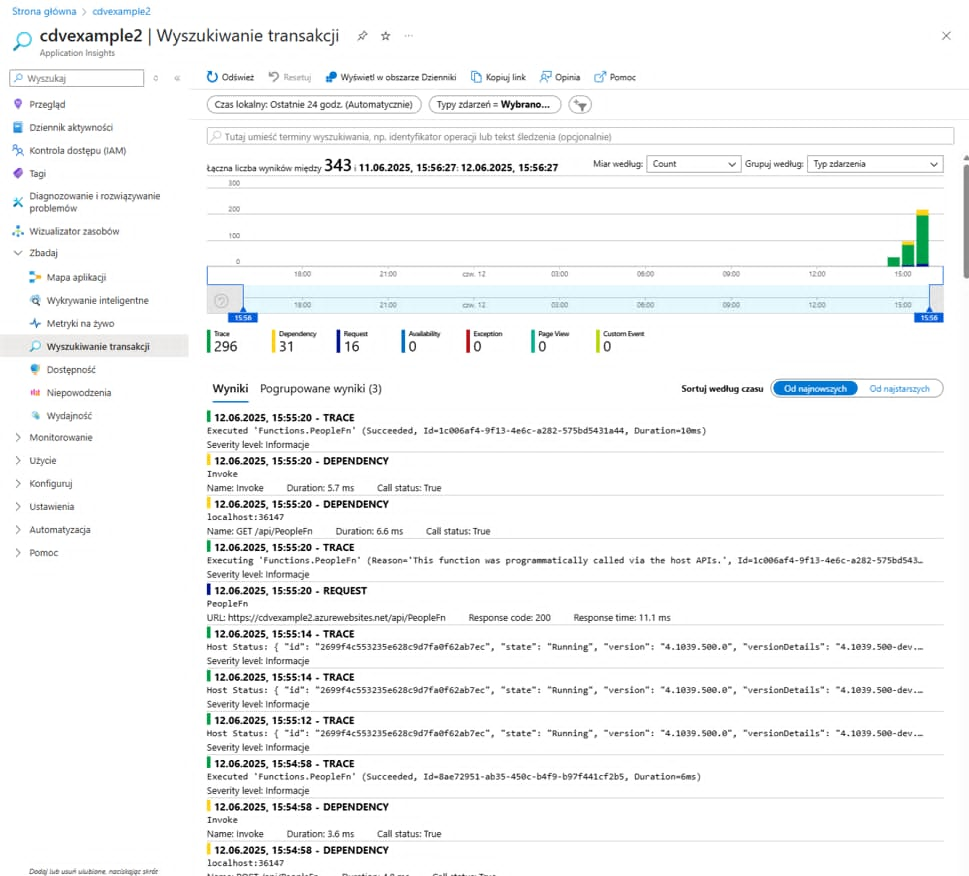 Strona główna > cdvexample2
cdvexample2 | Wyszukiwanie transakcji
Application Insights
Wyszukaj
Przegląd
Dziennik aktywności
Kontrola dostępu (IAM)
Tagi
Diagnozowanie i rozwiązywanie
problemów
Wizualizator zasobów
Zbadaj
Mapa aplikacji
Wykrywanie inteligentne
Metryki na żywo
Wyszukiwanie transakcji
Dostępność
Niepowodzenia
Wydajność
Monitorowanie
Użycie
Konfiguruj
Ustawienia
Automatyzacja
Pomoc
Dodaj lub usuń ulubione, naciskając skrót
Odśwież Resetuj Wyświetl w obszarze Dzienniki Kopiuj link Opinia Pomoc
Czas lokalny: Ostatnie 24 godz. (Automatycznie) Typy zdarzeń = Wybrano...
Tutaj umieść terminy wyszukiwania, np. identyfikator operacji lub tekst śledzenia (opcjonalnie)
Łączna liczba wyników między 343 i 11.06.2025, 15:56:27: 12.06.2025, 15:56:27 Miar według: Count Grupuj według: Typ zdarzenia
300
200
100
0
18:00 21:00 czw. 12 03:00 06:00 09:00 12:00 15:00
18:00 21:00 czw. 12 03:00 06:00 09:00 12:00 15:00
15:56 15:56
Trace Dependency Request Availability Exception Page View Custom Event
296 31 16 0 0 0 0
Wyniki Pogrupowane wyniki (3) Sortuj według czasu Od najnowszych Od najstarszych
12.06.2025, 15:55:20 - TRACE
Executed 'Functions.PeopleFn' (Succeeded, Id=1c006af4-9f13-4e6c-a282-575bd5431a44, Duration=10ms)
Severity level: Informacje
12.06.2025, 15:55:20 - DEPENDENCY
Invoke
Name: Invoke Duration: 5.7 ms Call status: True
12.06.2025, 15:55:20 - DEPENDENCY
localhost:36147
Name: GET /api/PeopleFn Duration: 6.6 ms Call status: True
12.06.2025, 15:55:20 - TRACE
Executing 'Functions.PeopleFn' (Reason='This function was programmatically called via the host APIs.', Id=1c006af4-9f13-4e6c-a282-575bd543...
Severity level: Informacje
12.06.2025, 15:55:20 - REQUEST
PeopleFn
URL: https://cdvexample2.azurewebsites.net/api/PeopleFn Response code: 200 Response time: 11.1 ms
12.06.2025, 15:55:14 - TRACE
Host Status: { "id": "2699f4c553235e628c9d7fa0f62ab7ec", "state": "Running", "version": "4.1039.500.0", "versionDetails": "4.1039.500-dev....
Severity level: Informacje
12.06.2025, 15:55:14 - TRACE
Host Status: { "id": "2699f4c553235e628c9d7fa0f62ab7ec", "state": "Running", "version": "4.1039.500.0", "versionDetails": "4.1039.500-dev....
Severity level: Informacje
12.06.2025, 15:55:12 - TRACE
Host Status: { "id": "2699f4c553235e628c9d7fa0f62ab7ec", "state": "Running", "version": "4.1039.500.0", "versionDetails": "4.1039.500-dev....
Severity level: Informacje
12.06.2025, 15:54:58 - TRACE
Executed 'Functions.PeopleFn' (Succeeded, Id=8ae72951-ab35-450c-b4f9-b97f441cf2b5, Duration=6ms)
Severity level: Informacje
12.06.2025, 15:54:58 - DEPENDENCY
Invoke
Name: Invoke Duration: 3.6 ms Call status: True
12.06.2025, 15:54:58 - DEPENDENCY
localhost:36147